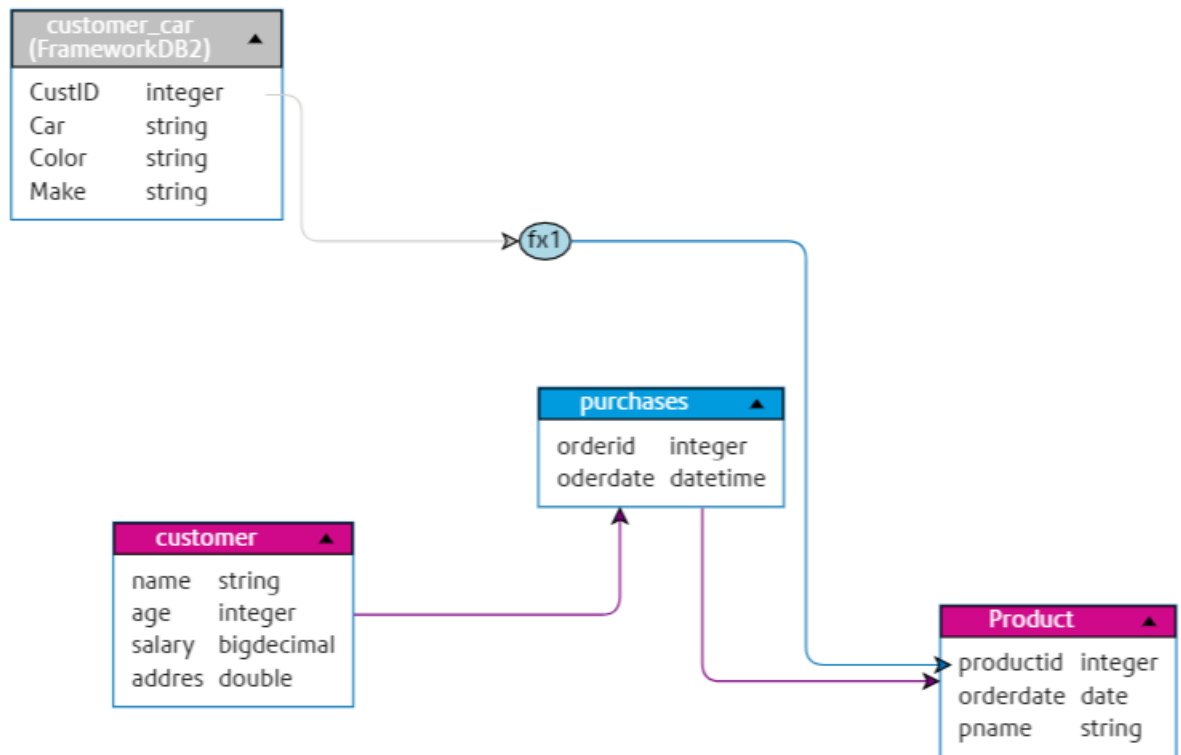 customer_car
(FrameworkDB2)
CustID integer
Car string
Color string
Make string
fx1
purchases
orderid integer
oderdate datetime
customer
name string
age integer
salary bigdecimal
addres double
Product
productid integer
orderdate date
pname string